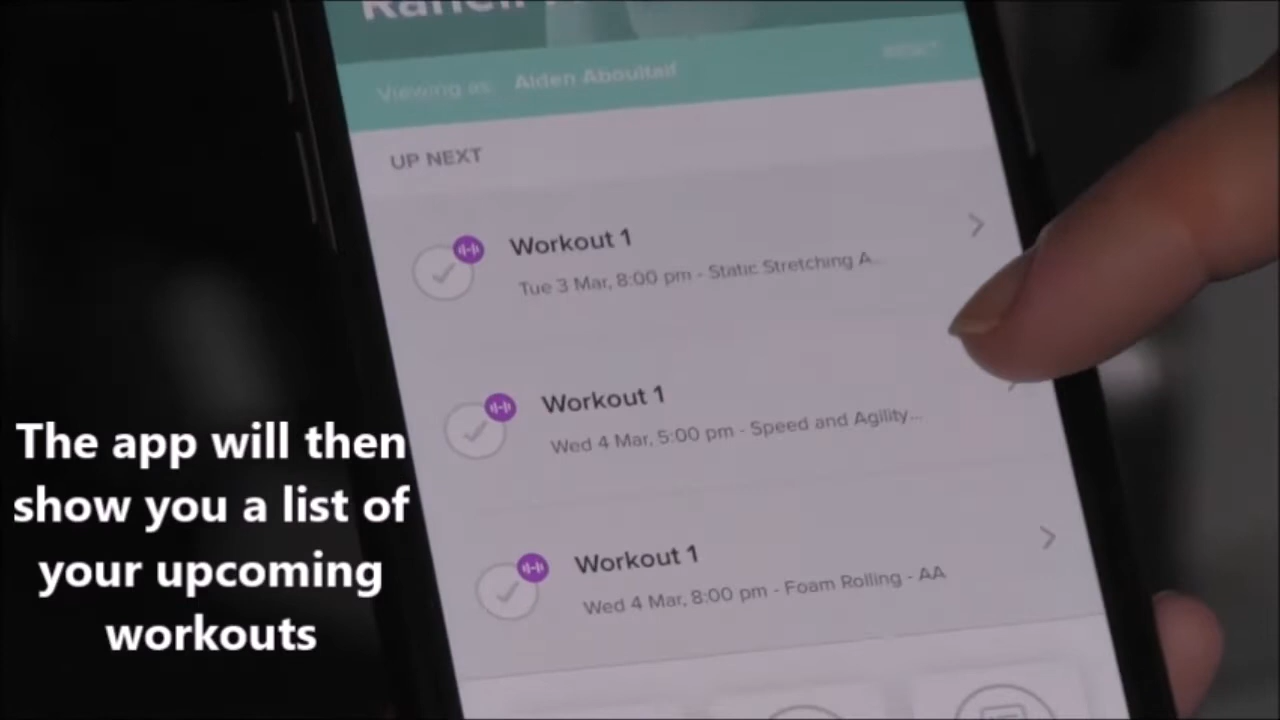 Viewing as: Aiden Aboultaif
RESET
UP NEXT
Workout 1
Tue 3 Mar, 8:00 pm - Static Stretching A...
Workout 1
Wed 4 Mar, 5:00 pm - Speed and Agility...
Workout 1
Wed 4 Mar, 8:00 pm - Foam Rolling - AA
The app will then
show you a list of
your upcoming
workouts